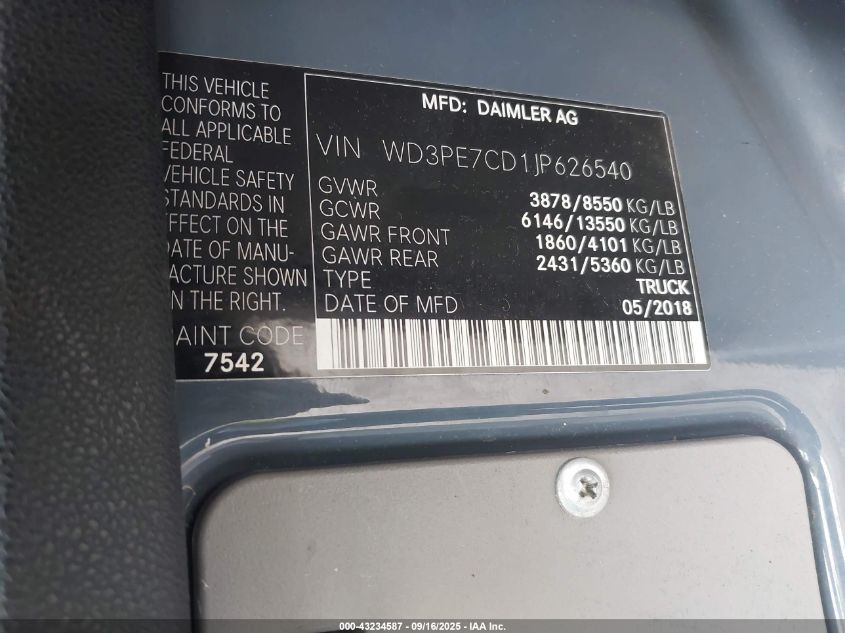 THIS VEHICLE
CONFORMS TO
ALL APPLICABLE
FEDERAL
VEHICLE SAFETY
STANDARDS IN
EFFECT ON THE
DATE OF MANU-
FACTURE SHOWN
IN THE RIGHT.
AINT CODE
7542
MFD: DAIMLER AG
VIN WD3PE7CD1JP626540
GVWR 3878/8550 KG/LB
GCWR 6146/13550 KG/LB
GAWR FRONT 1860/4101 KG/LB
GAWR REAR 2431/5360 KG/LB
TYPE TRUCK
DATE OF MFD 05/2018
000-43234587 - 09/16/2025 - IAA Inc.